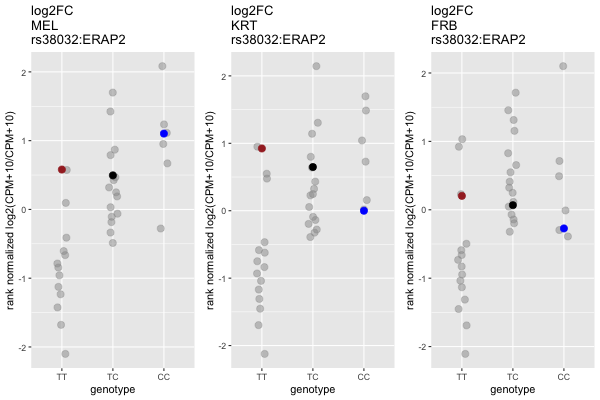 log2FC
MEL
rs38032:ERAP2
rank normalized log2(CPM+10/CPM+10)
2
1
0
-1
-2
TT
TC
CC
genotype
log2FC
KRT
rs38032:ERAP2
rank normalized log2(CPM+10/CPM+10)
2
1
0
-1
-2
TT
TC
CC
genotype
log2FC
FRB
rs38032:ERAP2
rank normalized log2(CPM+10/CPM+10)
2
1
0
-1
-2
TT
TC
CC
genotype